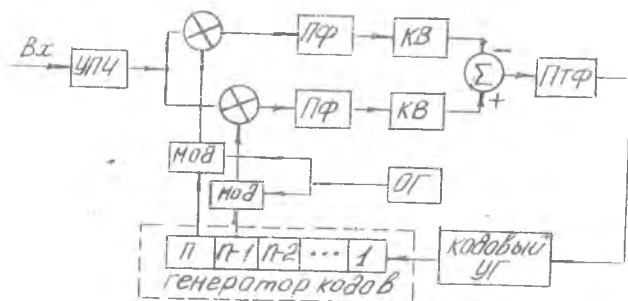 Вх
УПЧ
ПФ
КВ
−
Σ
+
ПТФ
ПФ
КВ
МОД
МОД
ОГ
П П-1 П-2 ... 1
генератор кодов
кодовый
УГ